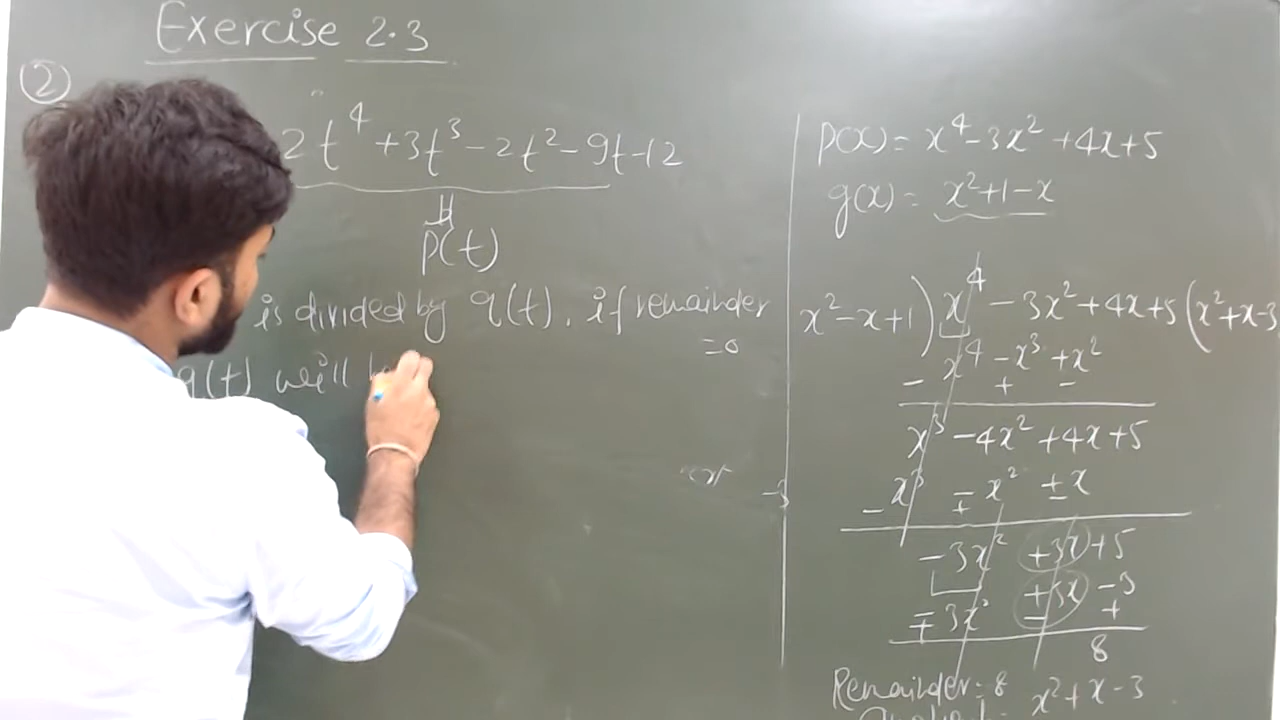 Exercise 2.3
②
2t⁴+3t³-2t²-9t-12
p(t)
is divided by q(t), if remainder
=0
q(t) will
or
-3
p(x)= x⁴-3x²+4x+5
g(x)= x²+1-x
x²-x+1) x⁴-3x²+4x+5 (x²+x-3
x⁴-x³+x²
- + -
x³-4x²+4x+5
- x³ ∓ x² ± x
-3x²+3x+5
+3x -3
∓ 3x² - +
8
Remainder = 8
x²+x-3